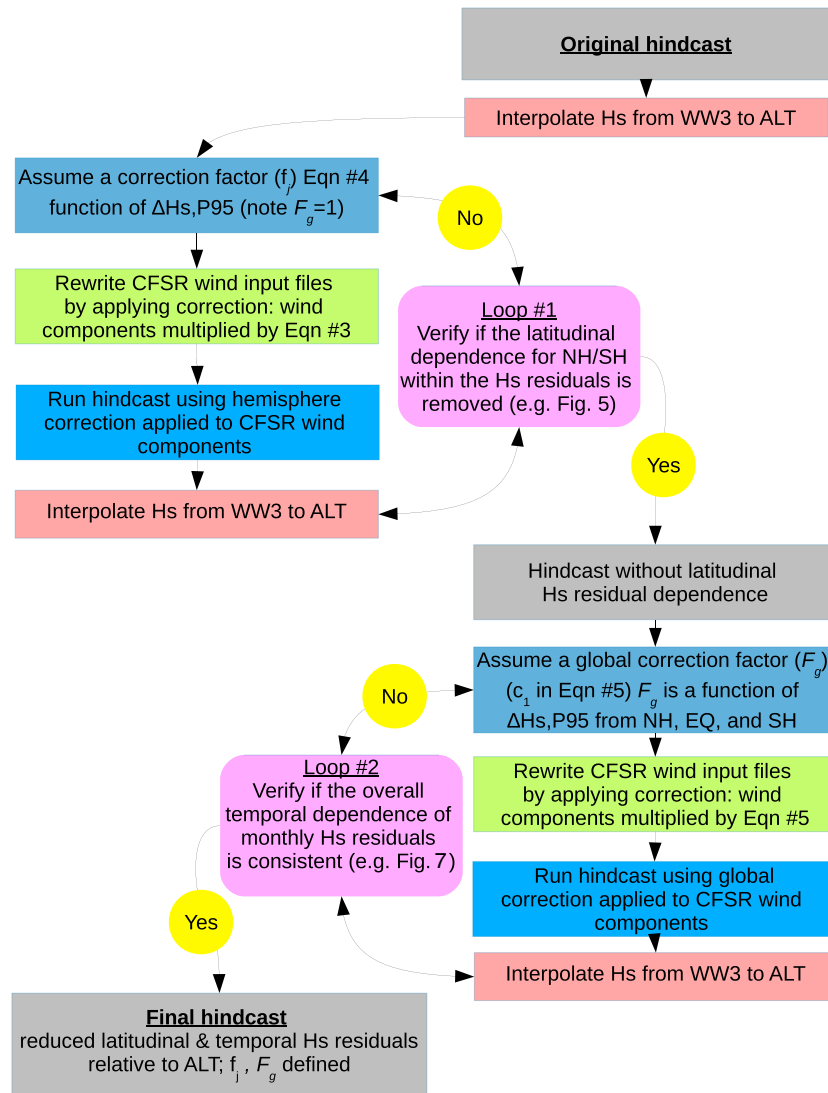 Original hindcast
Interpolate Hs from WW3 to ALT
Assume a correction factor (fj) Eqn #4
function of ΔHs,P95 (note Fg=1)
No
Rewrite CFSR wind input files
by applying correction: wind
components multiplied by Eqn #3
Loop #1
Verify if the latitudinal
dependence for NH/SH
within the Hs residuals is
removed (e.g. Fig. 5)
Run hindcast using hemisphere
correction applied to CFSR wind
components
Yes
Interpolate Hs from WW3 to ALT
Hindcast without latitudinal
Hs residual dependence
Assume a global correction factor (Fg)
(c1 in Eqn #5) Fg is a function of
ΔHs,P95 from NH, EQ, and SH
No
Rewrite CFSR wind input files
by applying correction: wind
components multiplied by Eqn #5
Loop #2
Verify if the overall
temporal dependence of
monthly Hs residuals
is consistent (e.g. Fig. 7)
Run hindcast using global
correction applied to CFSR wind
components
Yes
Interpolate Hs from WW3 to ALT
Final hindcast
reduced latitudinal & temporal Hs residuals
relative to ALT; fj , Fg defined